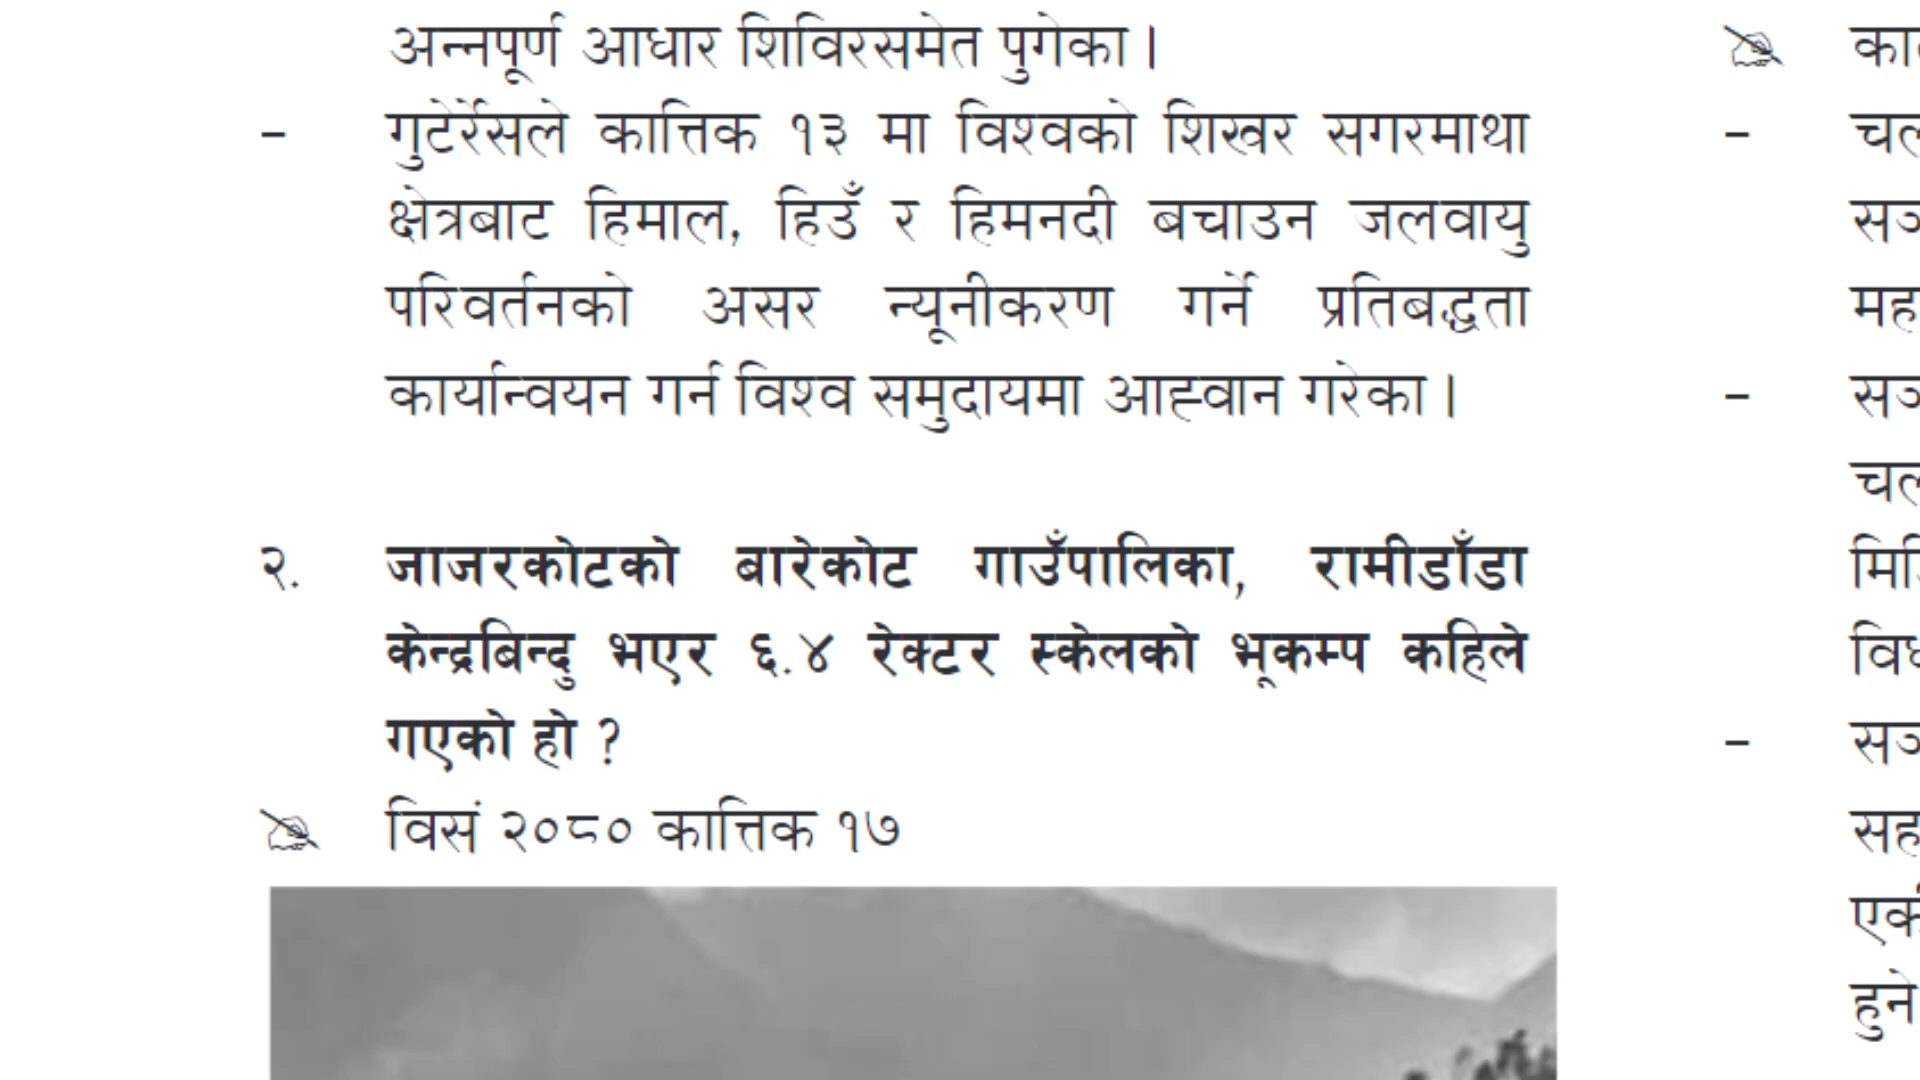 अन्नपूर्ण आधार शिविरसमेत पुगेका ।
– गुटेर्रेसले कात्तिक १३ मा विश्वको शिखर सगरमाथा
क्षेत्रबाट हिमाल, हिउँ र हिमनदी बचाउन जलवायु
परिवर्तनको असर न्यूनीकरण गर्ने प्रतिबद्धता
कार्यान्वयन गर्न विश्व समुदायमा आह्वान गरेका ।
२. जाजरकोटको बारेकोट गाउँपालिका, रामीडाँडा
केन्द्रबिन्दु भएर ६.४ रेक्टर स्केलको भूकम्प कहिले
गएको हो ?
विसं २०८० कात्तिक १७
–
–
मह
–
–
हुने